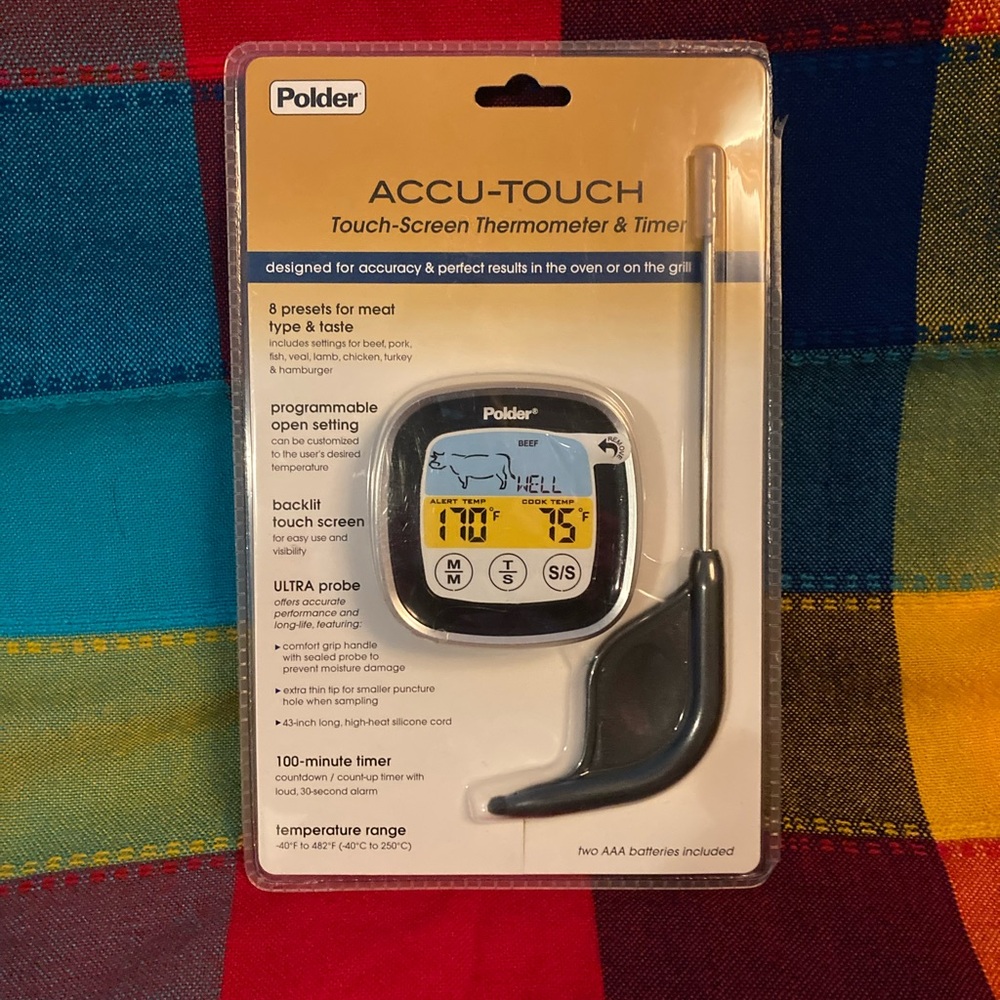 Polder
ACCU-TOUCH
Touch-Screen Thermometer & Timer
designed for accuracy & perfect results in the oven or on the grill
8 presets for meat
type & taste
includes settings for beef, pork,
fish, veal, lamb, chicken, turkey
& hamburger
programmable
open setting
can be customized
to the user's desired
temperature
backlit
touch screen
for easy use and
visibility
ULTRA probe
offers accurate
performance and
long-life, featuring:
▸ comfort grip handle
with sealed probe to
prevent moisture damage
▸ extra thin tip for smaller puncture
hole when sampling
▸ 43-inch long, high-heat silicone cord
100-minute timer
countdown / count-up timer with
loud, 30-second alarm
temperature range
-40°F to 482°F (-40°C to 250°C)
Polder®
REMOVE
BEEF
WELL
ALERT TEMP COOK TEMP
170°F 75°F
M/M T/S S/S
two AAA batteries included